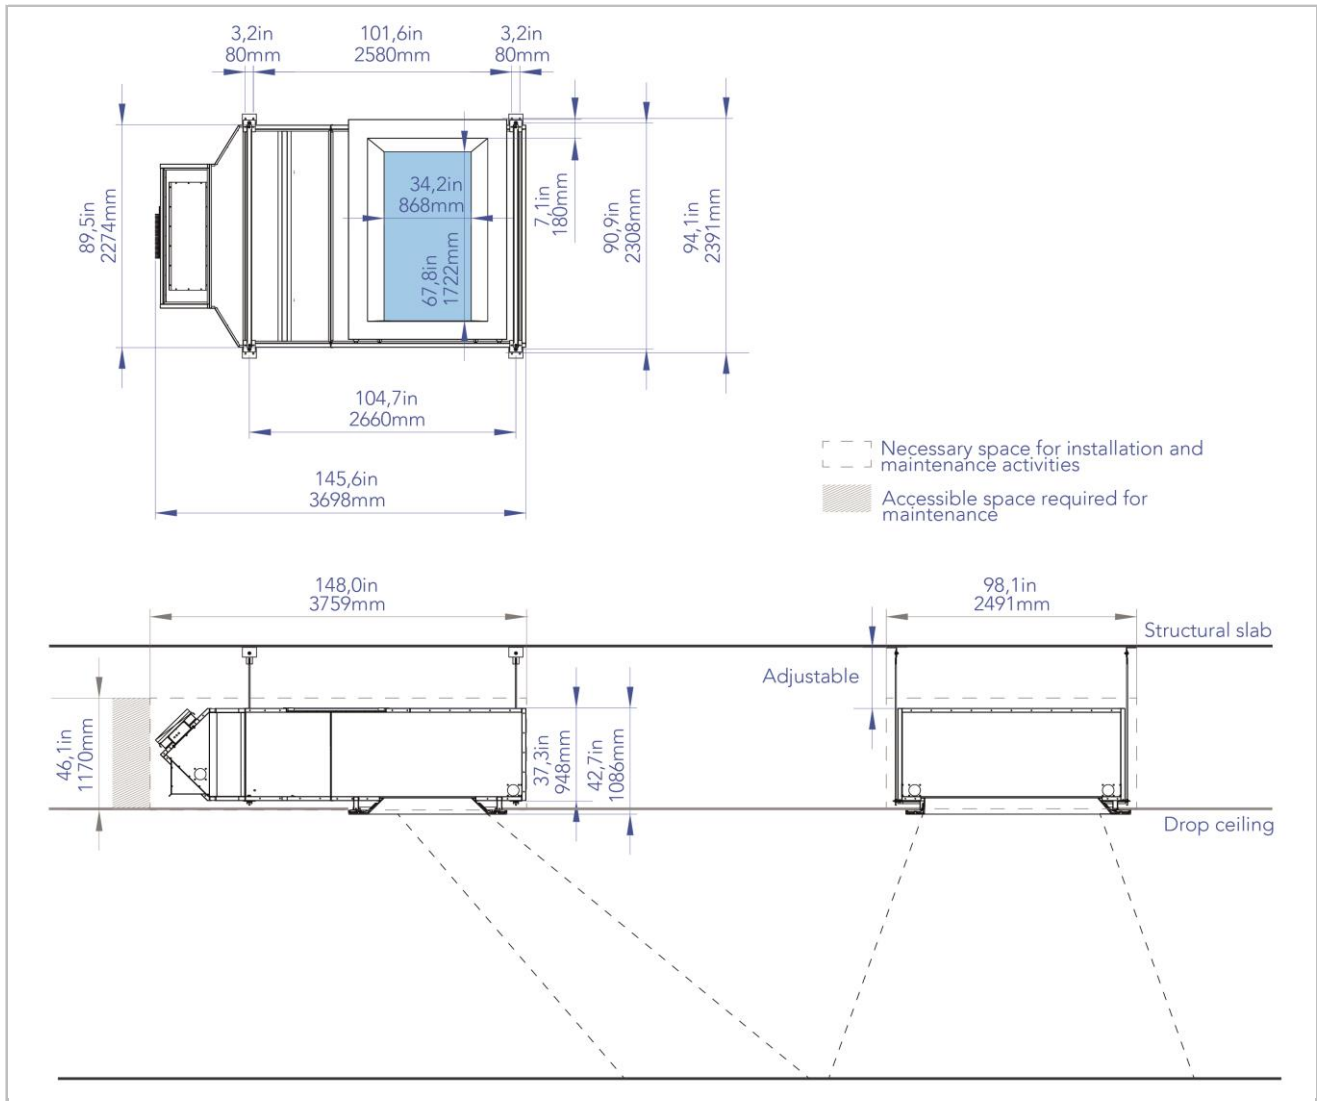 3,2in
80mm
101,6in
2580mm
3,2in
80mm
89,5in
2274mm
34,2in
868mm
67,8in
1722mm
7,1in
180mm
90,9in
2308mm
94,1in
2391mm
104,7in
2660mm
145,6in
3698mm
Necessary space for installation and
maintenance activities
Accessible space required for
maintenance
148,0in
3759mm
98,1in
2491mm
Structural slab
Adjustable
46,1in
1170mm
37,3in
948mm
42,7in
1086mm
Drop ceiling